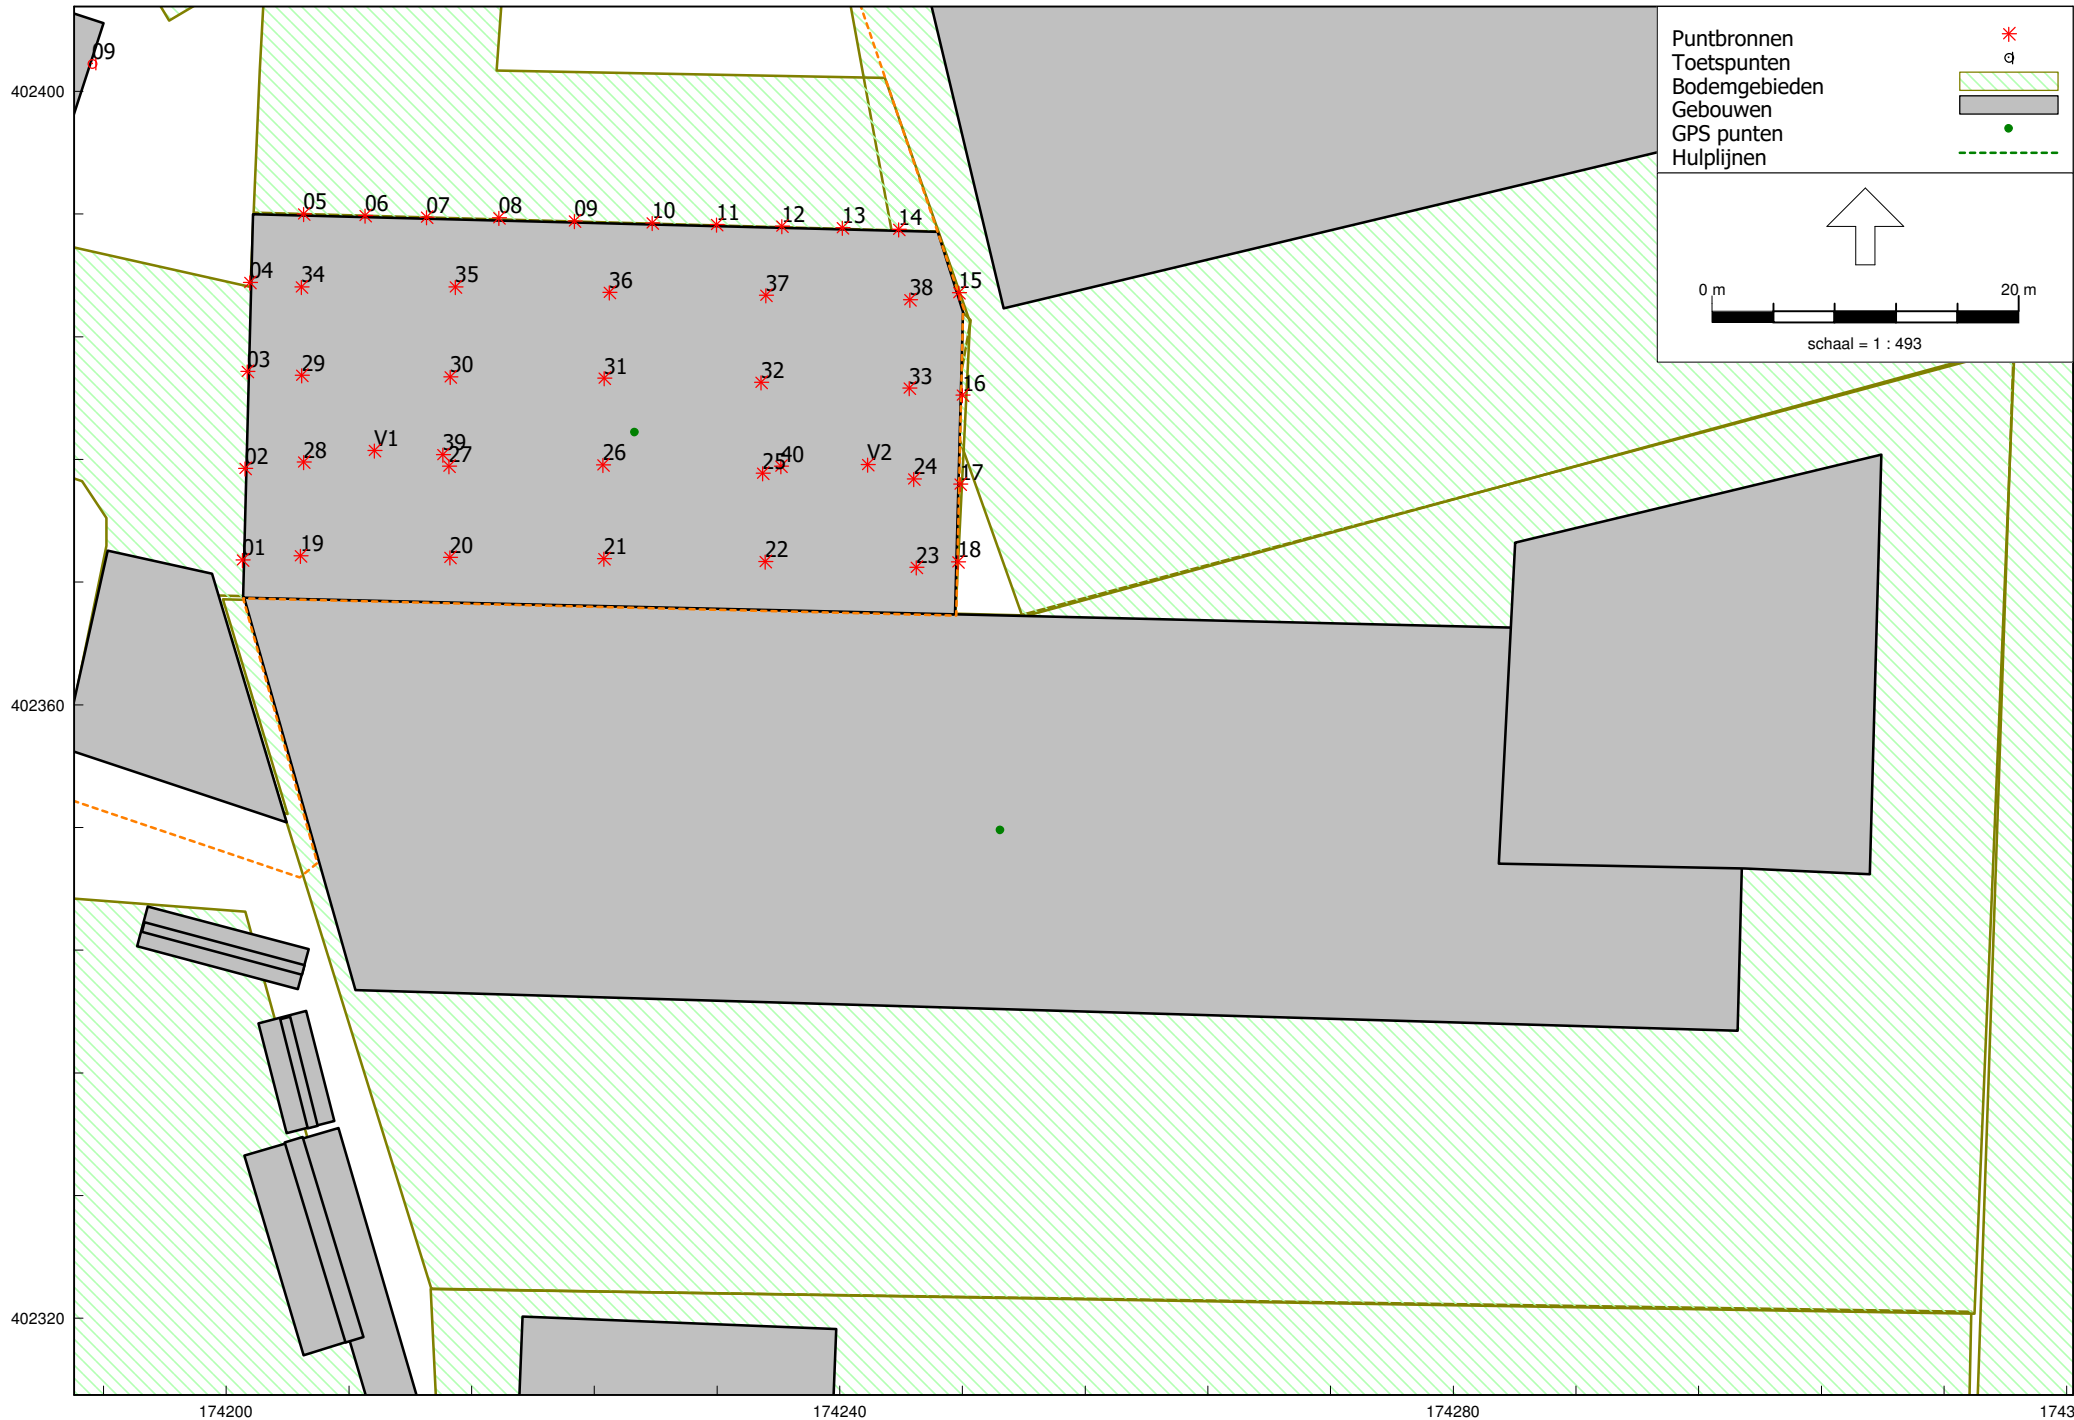 Puntbronnen
Toetspunten
Bodemgebieden
Gebouwen
GPS punten
Hulplijnen
0 m 20 m
schaal = 1 : 493
09
402400
05 06 07 08 09 10 11 12 13 14
04 34 35 36 37 38 15
03 29 30 31 32 33 16
02 28 V1 39 27 26 25 40 V2 24 17
01 19 20 21 22 23 18
402360
402320
174200 174240 174280 1743